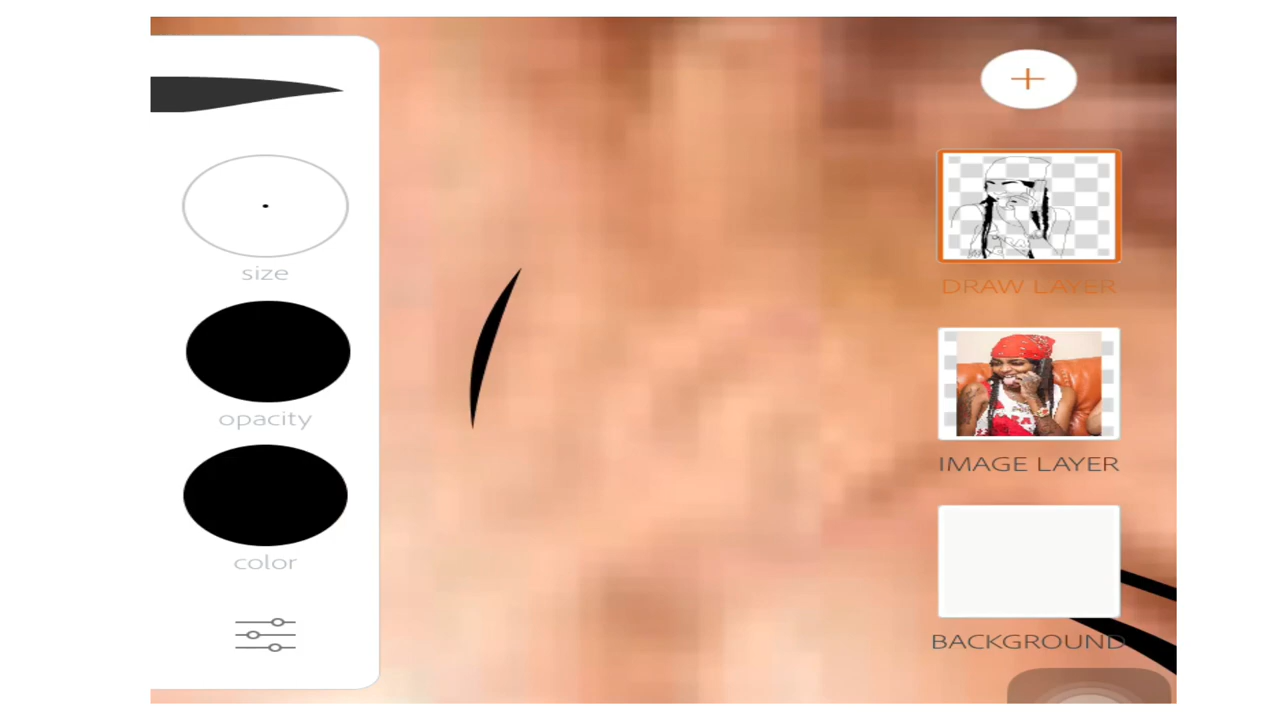 size
opacity
color
DRAW LAYER
IMAGE LAYER
BACKGROUND